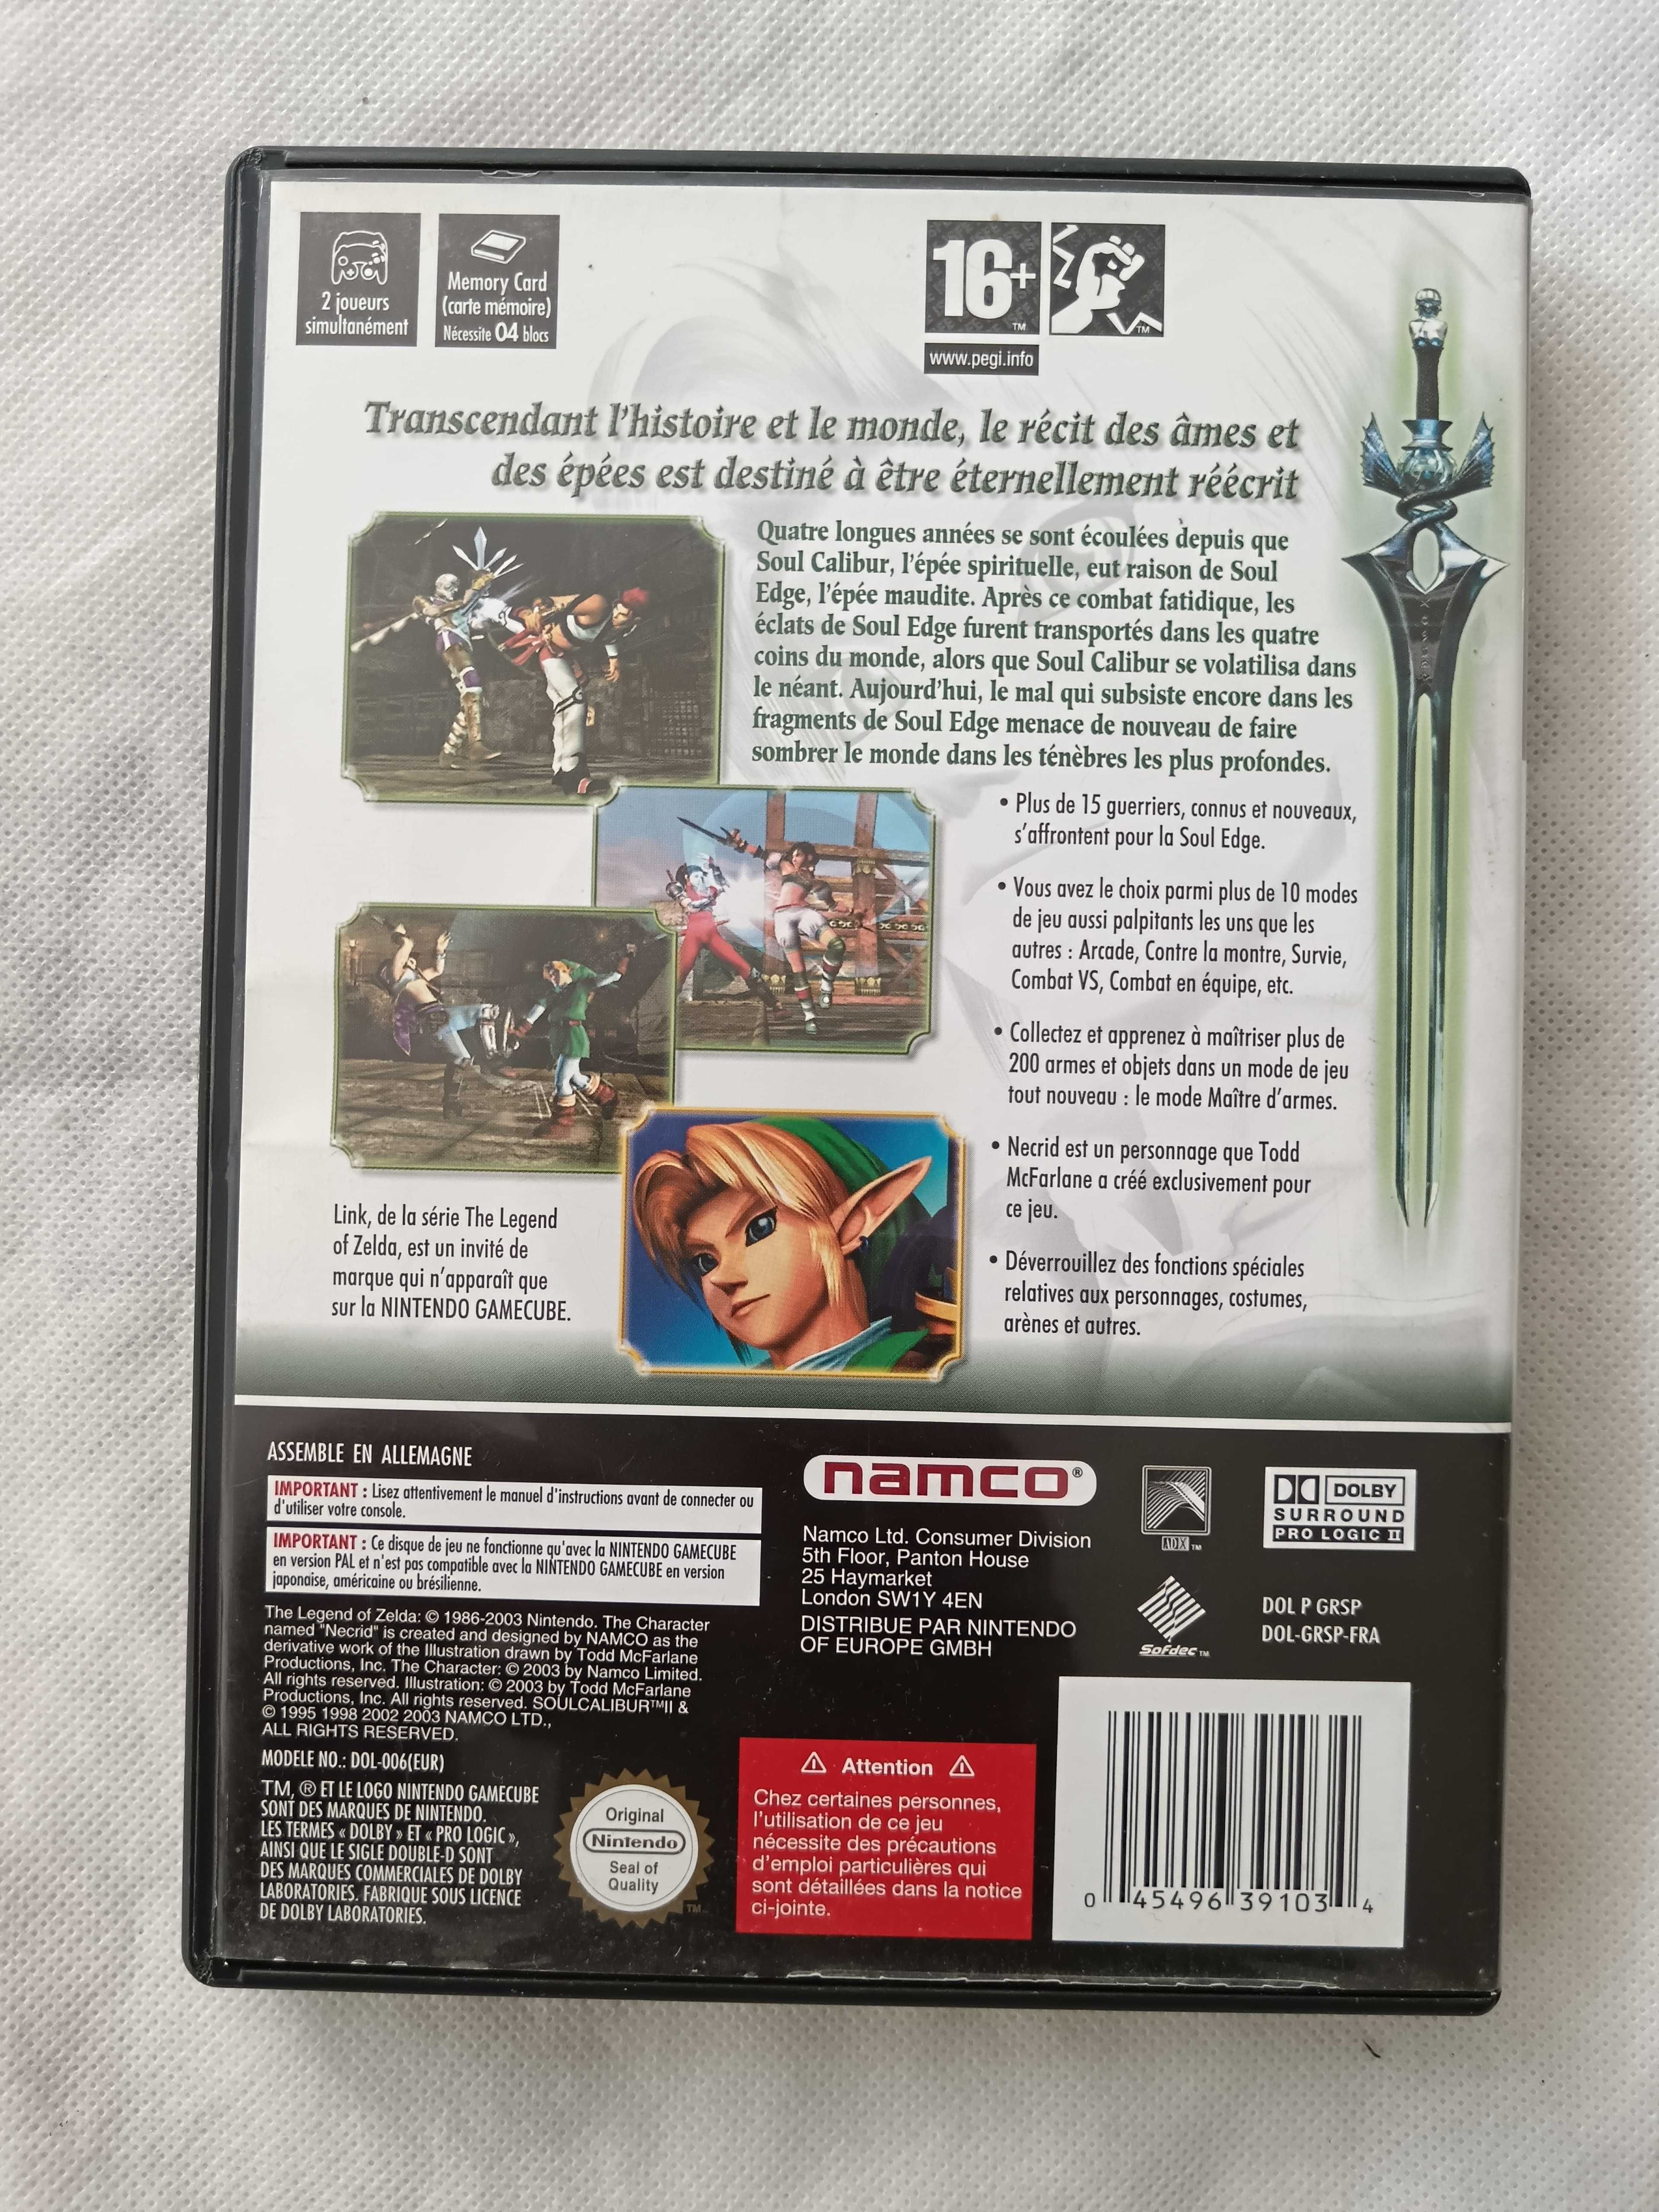 2 joueurs
simultanément
Memory Card
(carte mémoire)
Nécessite 04 blocs
16+
™
™
www.pegi.info
Transcendant l'histoire et le monde, le récit des âmes et
des épées est destiné à être éternellement réécrit
Quatre longues années se sont écoulées depuis que
Soul Calibur, l'épée spirituelle, eut raison de Soul
Edge, l'épée maudite. Après ce combat fatidique, les
éclats de Soul Edge furent transportés dans les quatre
coins du monde, alors que Soul Calibur se volatilisa dans
le néant. Aujourd'hui, le mal qui subsiste encore dans les
fragments de Soul Edge menace de nouveau de faire
sombrer le monde dans les ténèbres les plus profondes.
• Plus de 15 guerriers, connus et nouveaux,
s'affrontent pour la Soul Edge.
• Vous avez le choix parmi plus de 10 modes
de jeu aussi palpitants les uns que les
autres : Arcade, Contre la montre, Survie,
Combat VS, Combat en équipe, etc.
• Collectez et apprenez à maîtriser plus de
200 armes et objets dans un mode de jeu
tout nouveau : le mode Maître d'armes.
• Necrid est un personnage que Todd
McFarlane a créé exclusivement pour
ce jeu.
• Déverrouillez des fonctions spéciales
relatives aux personnages, costumes,
arènes et autres.
Link, de la série The Legend
of Zelda, est un invité de
marque qui n'apparaît que
sur la NINTENDO GAMECUBE.
ASSEMBLE EN ALLEMAGNE
IMPORTANT : Lisez attentivement le manuel d'instructions avant de connecter ou
d'utiliser votre console.
IMPORTANT : Ce disque de jeu ne fonctionne qu'avec la NINTENDO GAMECUBE
en version PAL et n'est pas compatible avec la NINTENDO GAMECUBE en version
japonaise, américaine ou brésilienne.
The Legend of Zelda: © 1986-2003 Nintendo. The Character
named "Necrid" is created and designed by NAMCO as the
derivative work of the Illustration drawn by Todd McFarlane
Productions, Inc. The Character: © 2003 by Namco Limited.
All rights reserved. Illustration: © 2003 by Todd McFarlane
Productions, Inc. All rights reserved. SOULCALIBUR™II &
© 1995 1998 2002 2003 NAMCO LTD.,
ALL RIGHTS RESERVED.
MODELE NO.: DOL-006(EUR)
TM, ® ET LE LOGO NINTENDO GAMECUBE
SONT DES MARQUES DE NINTENDO.
LES TERMES « DOLBY » ET « PRO LOGIC »,
AINSI QUE LE SIGLE DOUBLE-D SONT
DES MARQUES COMMERCIALES DE DOLBY
LABORATORIES. FABRIQUE SOUS LICENCE
DE DOLBY LABORATORIES.
Original
Nintendo
Seal of
Quality
TM
namco®
Namco Ltd. Consumer Division
5th Floor, Panton House
25 Haymarket
London SW1Y 4EN
DISTRIBUE PAR NINTENDO
OF EUROPE GMBH
ADX™
Sofdec™
DOLBY
SURROUND
PRO LOGIC II
DOL P GRSP
DOL-GRSP-FRA
Attention
Chez certaines personnes,
l'utilisation de ce jeu
nécessite des précautions
d'emploi particulières qui
sont détaillées dans la notice
ci-jointe.
0 45496 39103 4